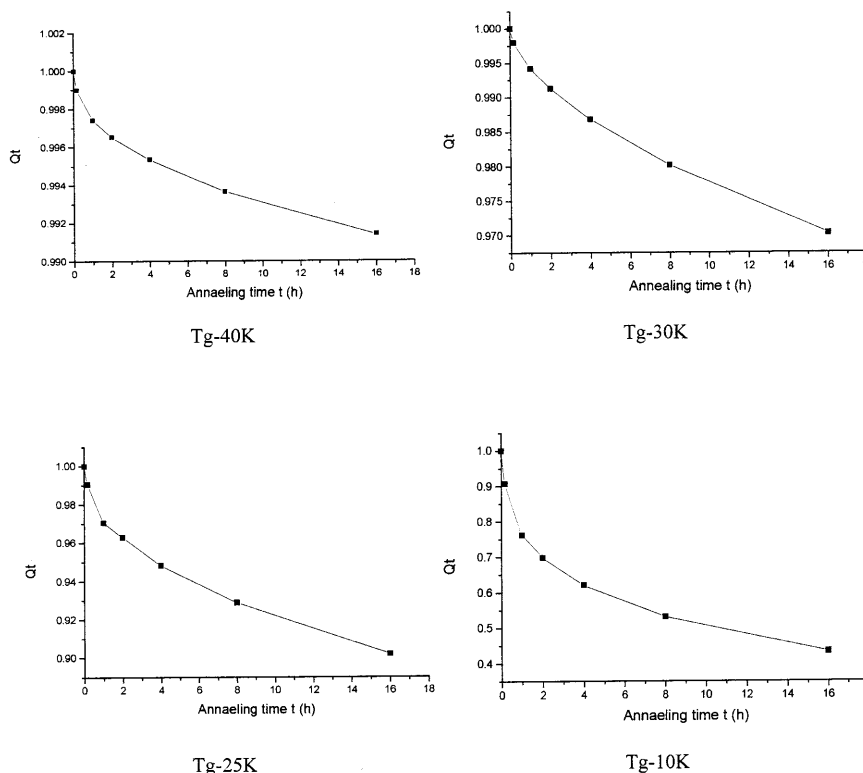 1.002
1.000
0.998
0.996
0.994
0.992
0.990
Qt
0 2 4 6 8 10 12 14 16 18
Annaeling time t (h)
Tg-40K
1.000
0.995
0.990
0.985
0.980
0.975
0.970
Qt
0 2 4 6 8 10 12 14 16
Annealing time t (h)
Tg-30K
1.00
0.98
0.96
0.94
0.92
0.90
Qt
0 2 4 6 8 10 12 14 16 18
Annaeling time t (h)
Tg-25K
1.0
0.9
0.8
0.7
0.6
0.5
0.4
Qt
0 2 4 6 8 10 12 14 16
Annaeling time t (h)
Tg-10K